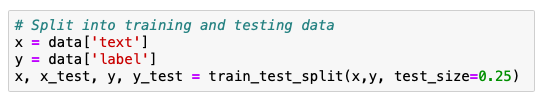 # Split into training and testing data
x = data['text']
y = data['label']
x, x_test, y, y_test = train_test_split(x,y, test_size=0.25)